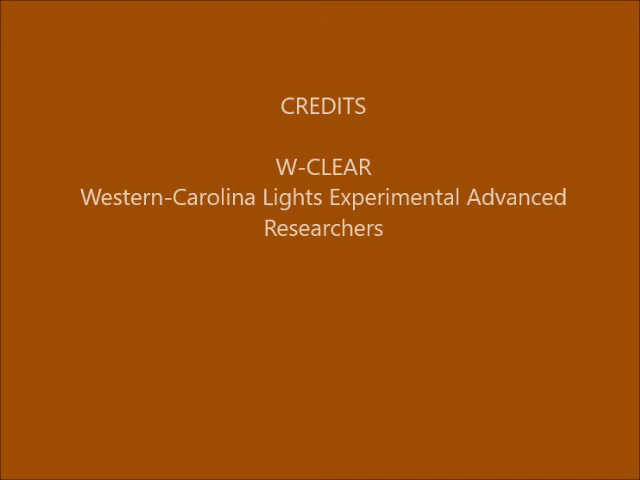 CREDITS
W-CLEAR
Western-Carolina Lights Experimental Advanced
Researchers